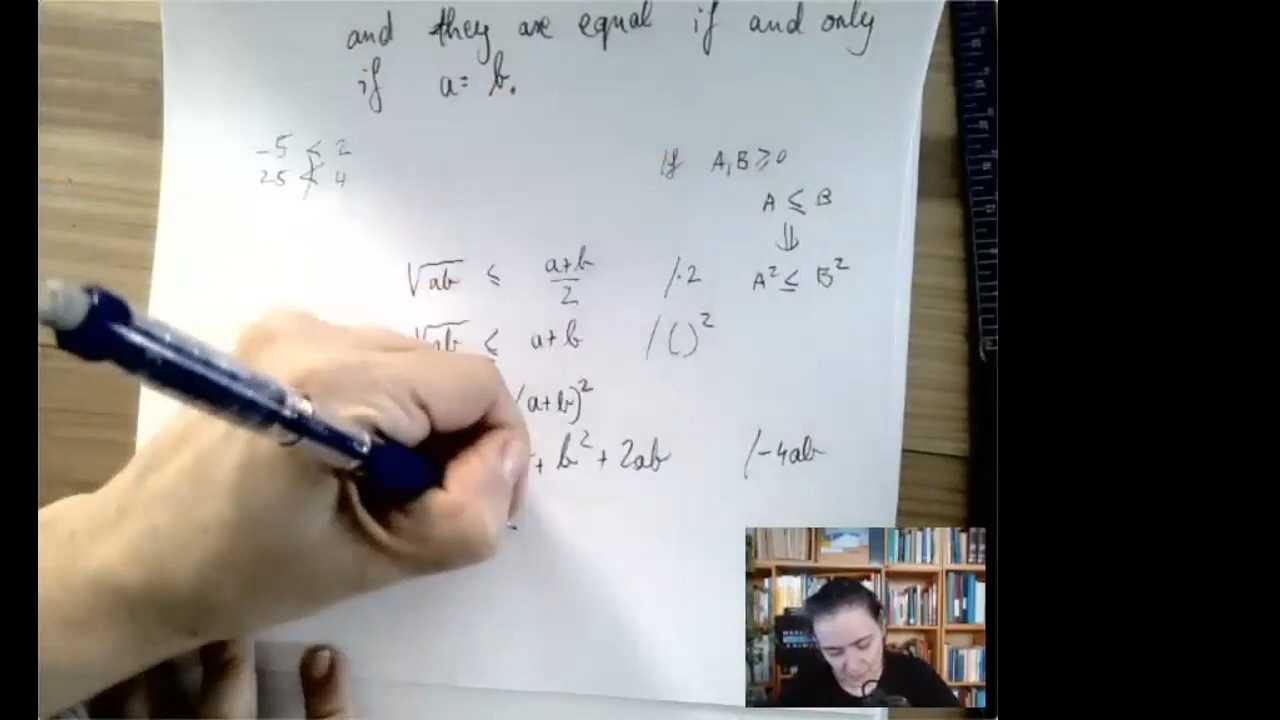 and they are equal if and only
if a = b.
-5 < 2
25 ≮ 4
If A, B ≥ 0
A ≤ B
⇓
A² ≤ B²
√ab ≤ a+b/2 /·2
√ab ≤ a+b /( )²
(a+b)²
+ b² + 2ab /-4ab